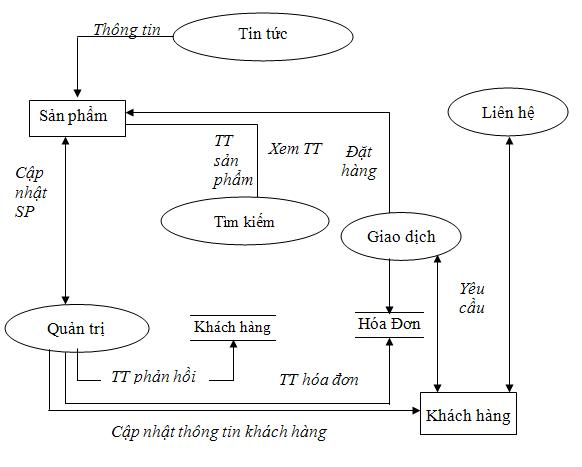 Thông tin
Tin tức
Sản phẩm
Liên hệ
TT
sản
phẩm
Xem TT
Đặt
hàng
Cập
nhật
SP
Tìm kiếm
Giao dịch
Yêu
cầu
Quản trị
Khách hàng
Hóa Đơn
TT phản hồi
TT hóa đơn
Khách hàng
Cập nhật thông tin khách hàng